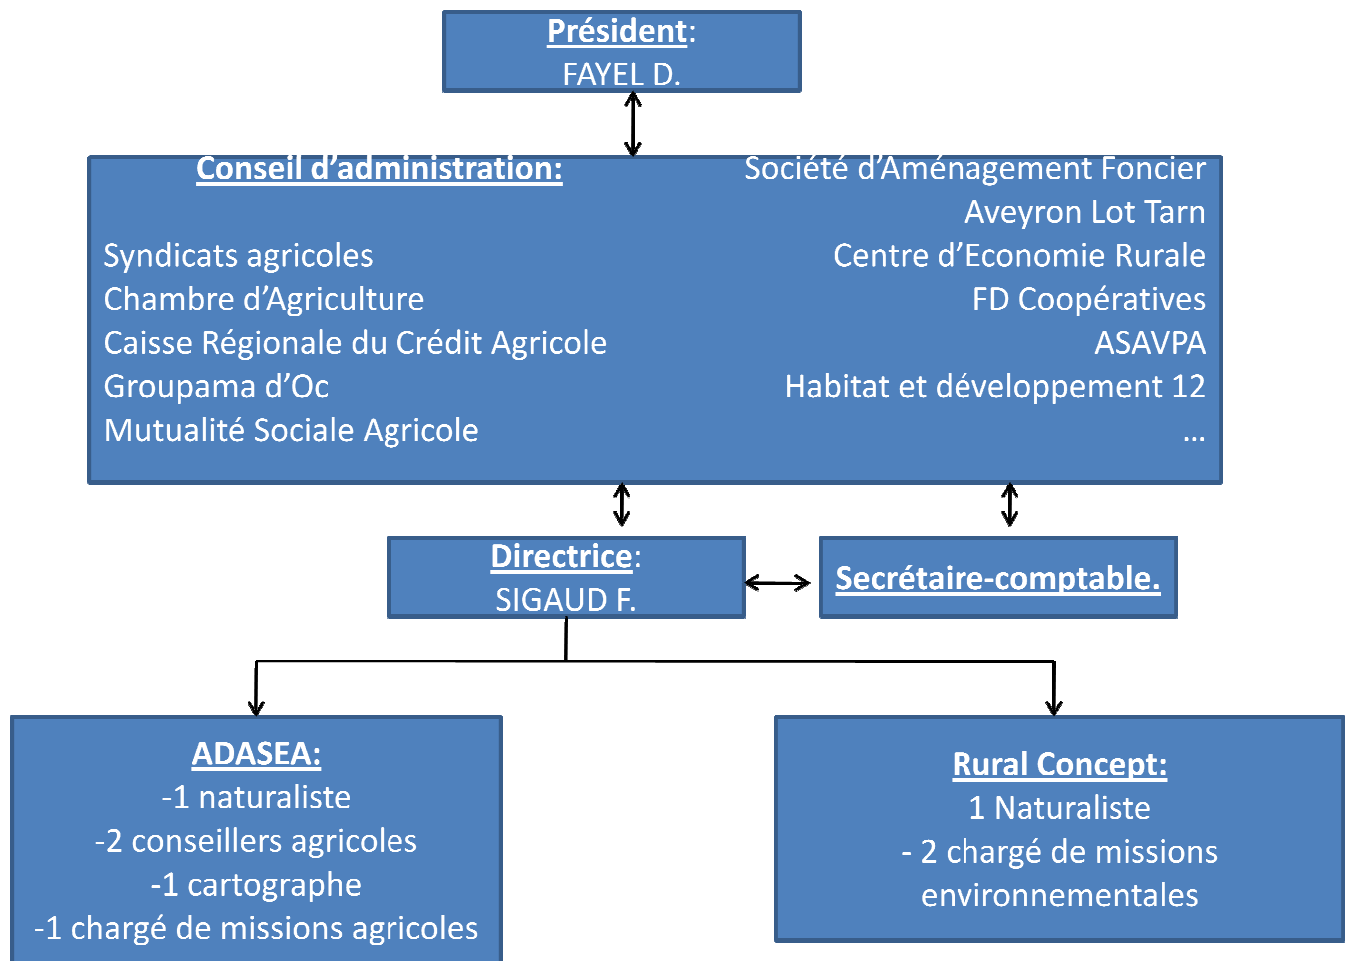 Président:
FAYEL D.
Conseil d’administration:
Syndicats agricoles
Chambre d’Agriculture
Caisse Régionale du Crédit Agricole
Groupama d’Oc
Mutualité Sociale Agricole
Société d’Aménagement Foncier
Aveyron Lot Tarn
Centre d’Economie Rurale
FD Coopératives
ASAVPA
Habitat et développement 12
…
Directrice:
SIGAUD F.
Secrétaire-comptable.
ADASEA:
-1 naturaliste
-2 conseillers agricoles
-1 cartographe
-1 chargé de missions agricoles
Rural Concept:
1 Naturaliste
- 2 chargé de missions
environnementales